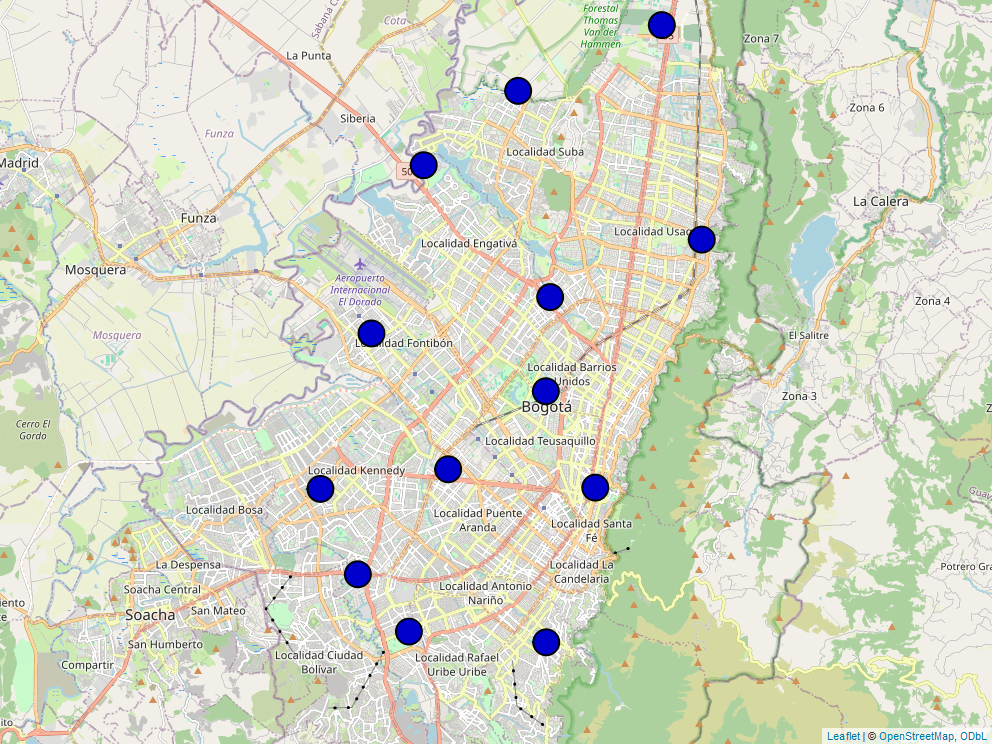 Forestal
Thomas
Van der
Hammen
Cota
Sabana C
Zona 7
La Punta
Siberia
Zona 6
Funza
Localidad Suba
Madrid
50
La Calera
Funza
Localidad Usaq
Localidad Engativá
Mosquera
Aeropuerto
Internacional
El Dorado
Zona 4
Mosquera
El Salitre
Localidad Fontibón
Localidad Barrios
Unidos
Zona 3
Bogotá
Cerro El
Gordo
Localidad Teusaquillo
Localidad Kennedy
Localidad Bosa
Localidad Puente
Aranda
Localidad Santa
Fé
La Despensa
Localidad La
Candelaria
Potrero Gra
Soacha Central
Localidad Antonio
Nariño
San Mateo
Soacha
San Humberto
Localidad Ciudad
Bolívar
Localidad Rafael
Uribe Uribe
Compartir
Leaflet | © OpenStreetMap, ODbL